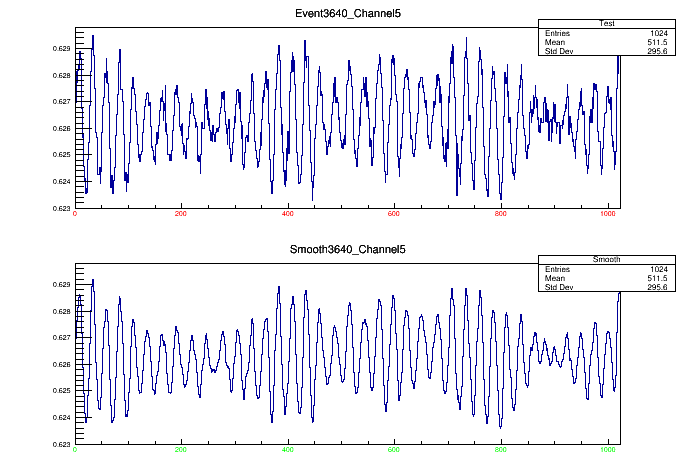 Event3640_Channel5
Test
Entries 1024
Mean 511.5
Std Dev 295.6
0.629
0.628
0.627
0.626
0.625
0.624
0.623
0 200 400 600 800 1000
Smooth3640_Channel5
Smooth
Entries 1024
Mean 511.5
Std Dev 295.6
0.629
0.628
0.627
0.626
0.625
0.624
0.623
0 200 400 600 800 1000